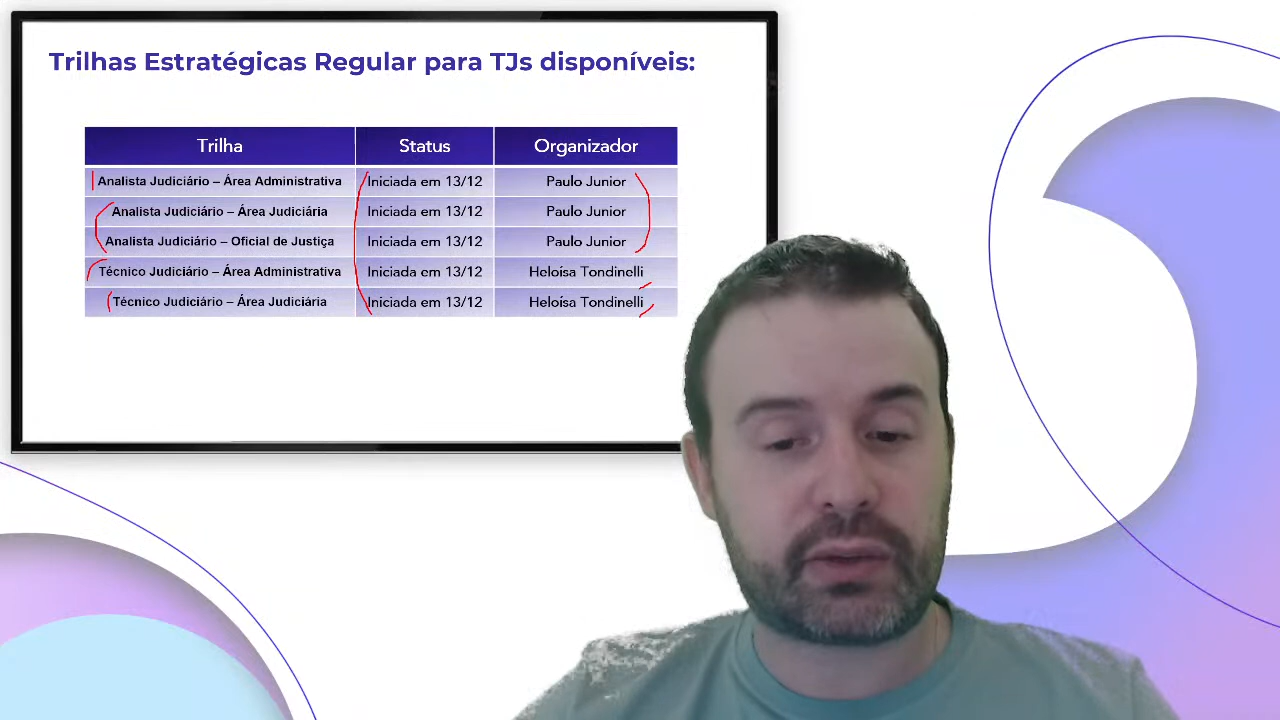 Trilhas Estratégicas Regular para TJs disponíveis:
Trilha Status Organizador
Analista Judiciário – Área Administrativa Iniciada em 13/12 Paulo Junior
Analista Judiciário – Área Judiciária Iniciada em 13/12 Paulo Junior
Analista Judiciário – Oficial de Justiça Iniciada em 13/12 Paulo Junior
Técnico Judiciário – Área Administrativa Iniciada em 13/12 Heloísa Tondinelli
Técnico Judiciário – Área Judiciária Iniciada em 13/12 Heloísa Tondinelli